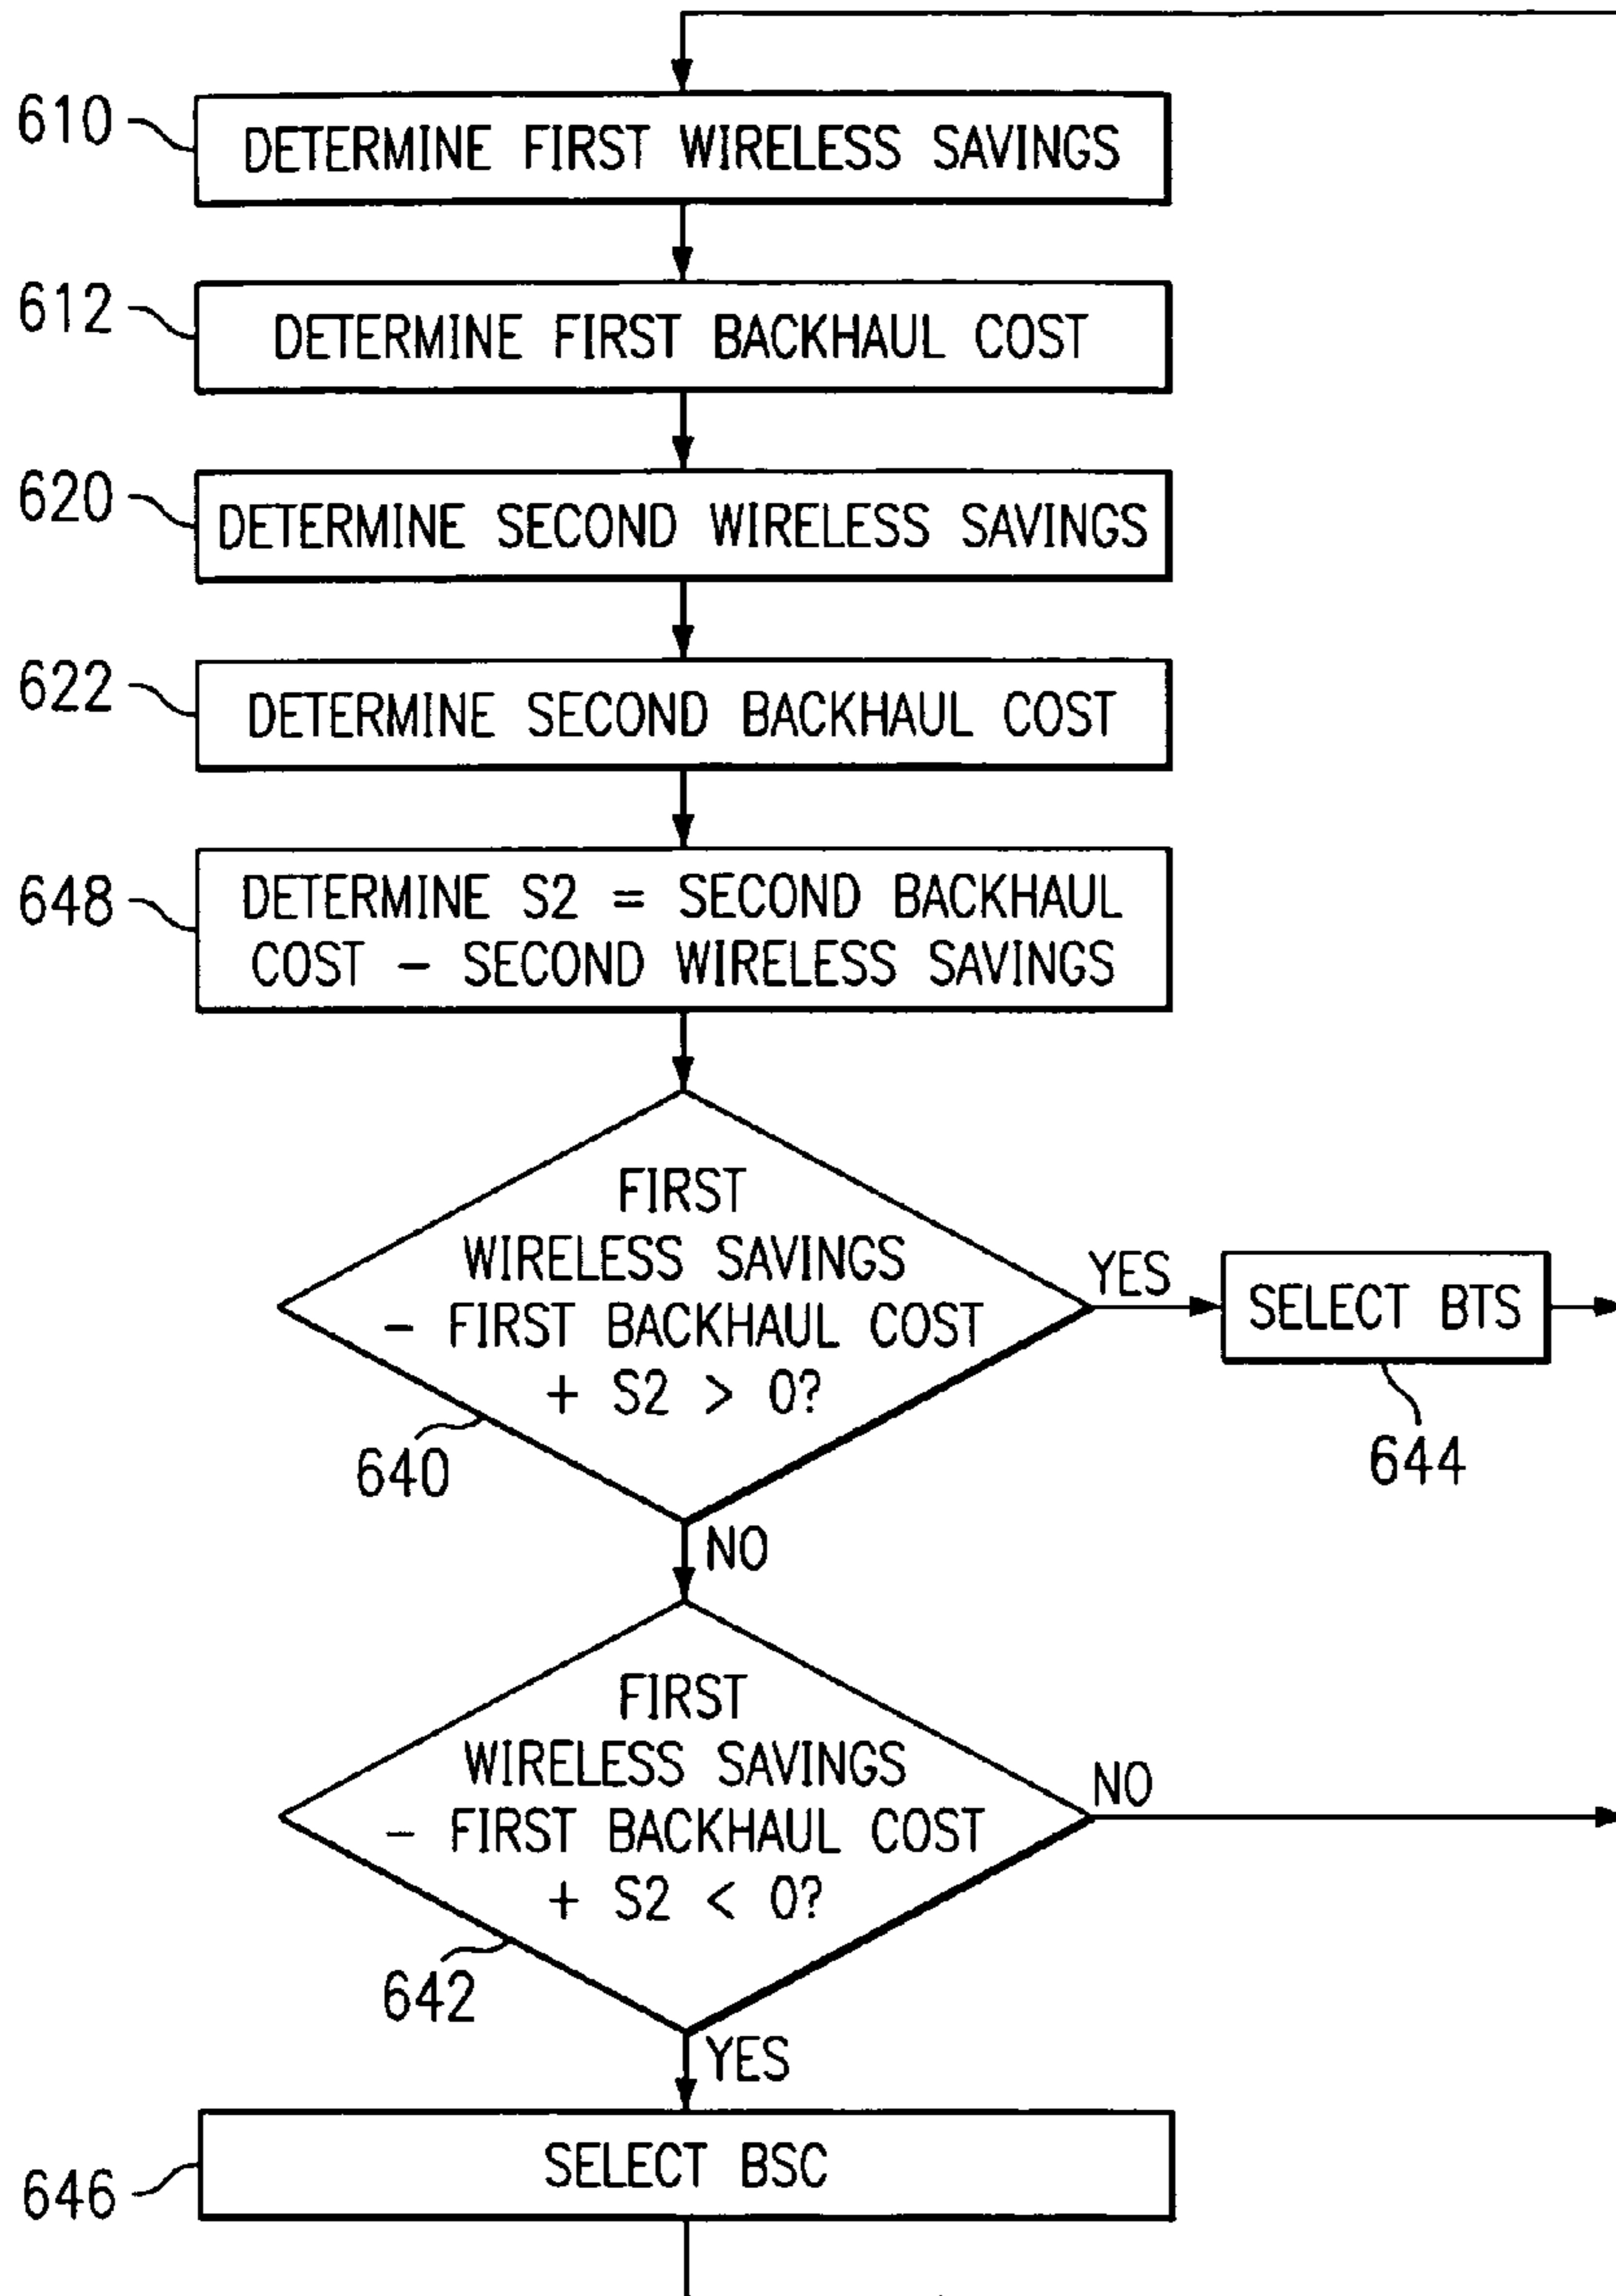 610
DETERMINE FIRST WIRELESS SAVINGS
612
DETERMINE FIRST BACKHAUL COST
620
DETERMINE SECOND WIRELESS SAVINGS
622
DETERMINE SECOND BACKHAUL COST
648
DETERMINE S2 = SECOND BACKHAUL
COST – SECOND WIRELESS SAVINGS
FIRST
WIRELESS SAVINGS
– FIRST BACKHAUL COST
+ S2 > 0?
640
YES
SELECT BTS
644
NO
FIRST
WIRELESS SAVINGS
– FIRST BACKHAUL COST
+ S2 < 0?
642
NO
YES
SELECT BSC
646